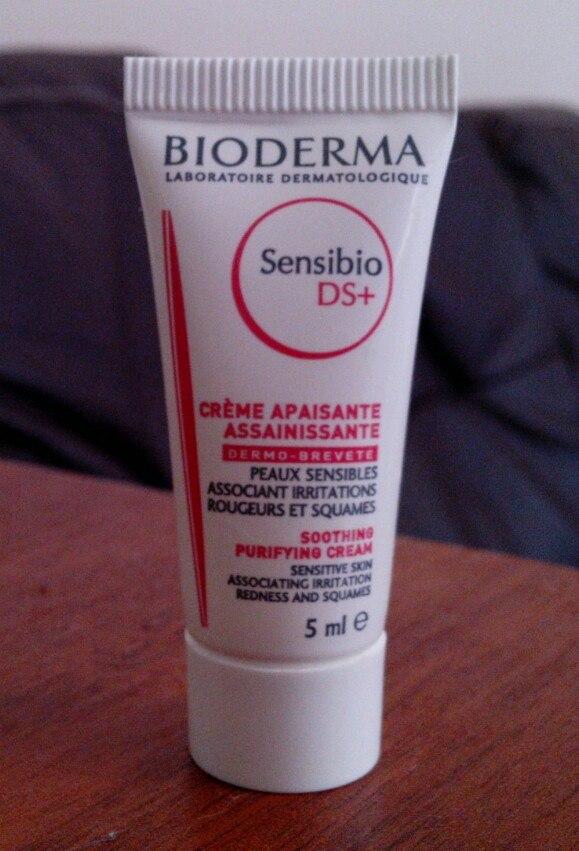 BIODERMA
LABORATOIRE DERMATOLOGIQUE
Sensibio
DS+
CRÈME APAISANTE
ASSAINISSANTE
DERMO-BREVETÉ
PEAUX SENSIBLES
ASSOCIANT IRRITATIONS
ROUGEURS ET SQUAMES
SOOTHING
PURIFYING CREAM
SENSITIVE SKIN
ASSOCIATING IRRITATION
REDNESS AND SQUAMES
5 ml e